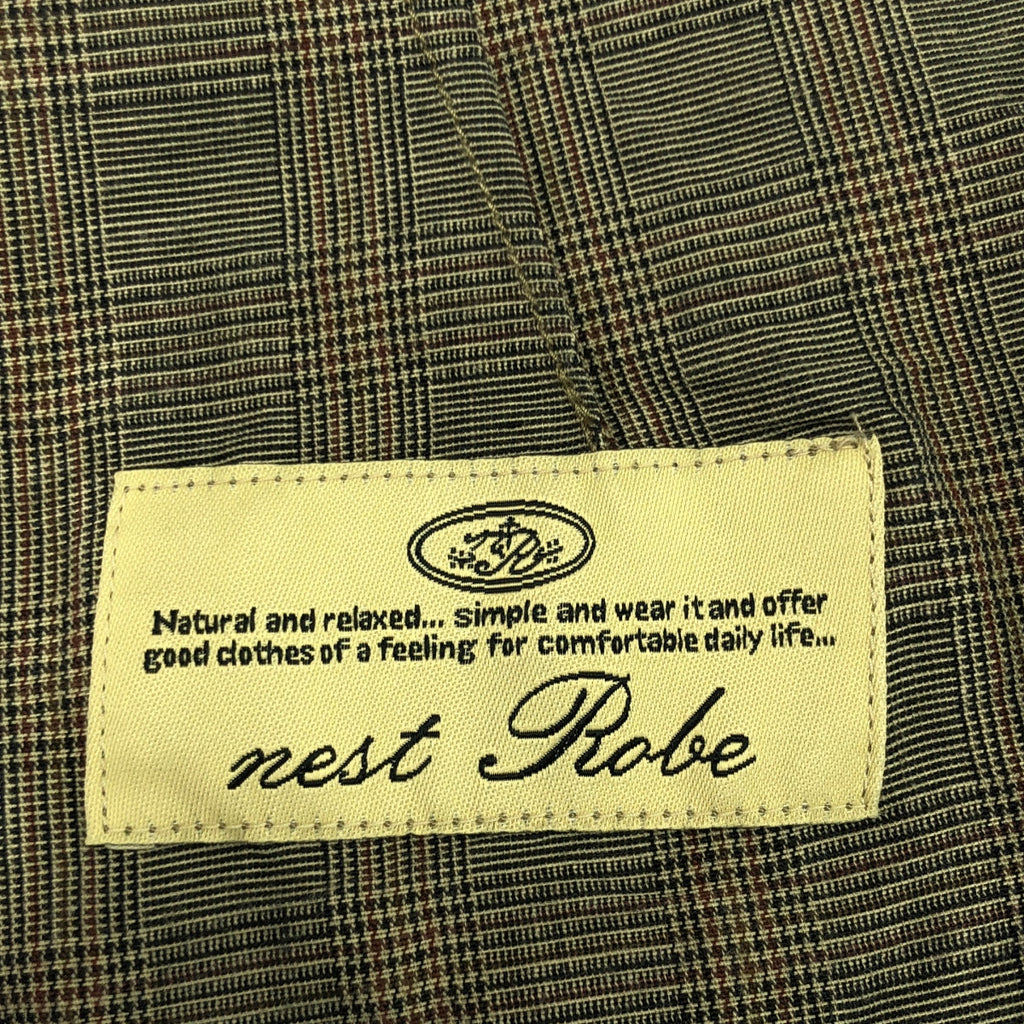 Natural and relaxed... simple and wear it and offer
good clothes of a feeling for comfortable daily life...
nest Robe